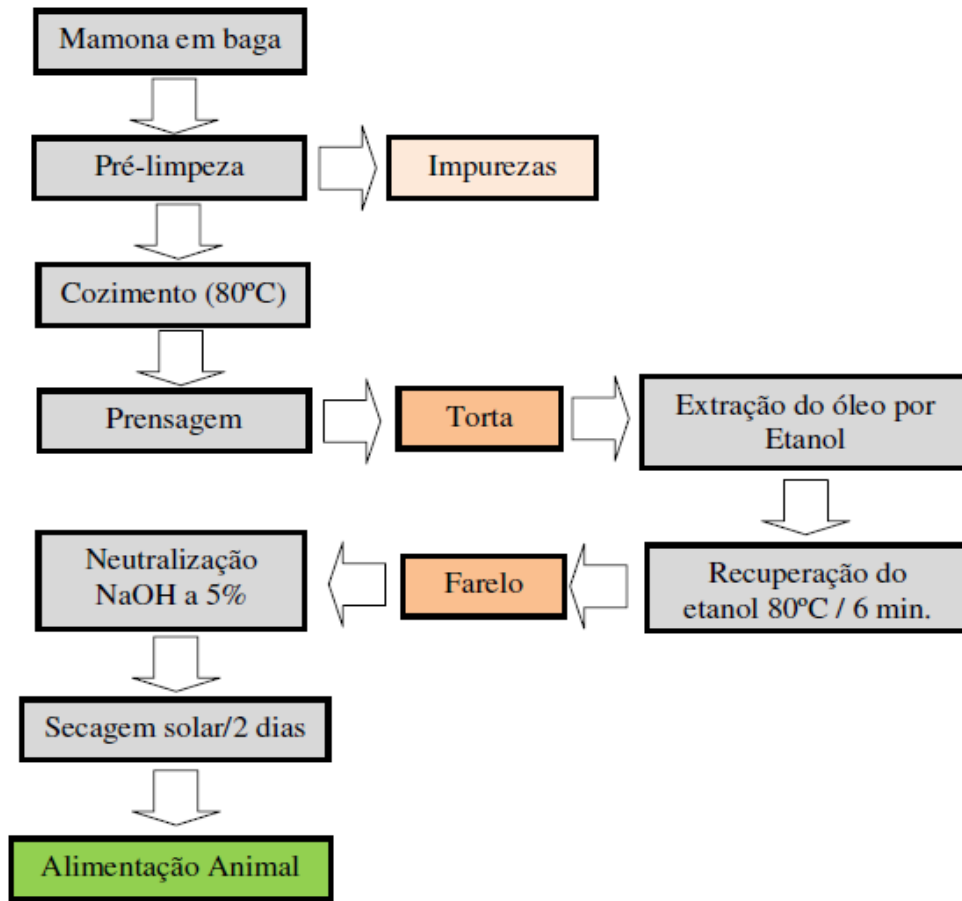 Mamona em baga
Pré-limpeza
Impurezas
Cozimento (80ºC)
Prensagem
Torta
Extração do óleo por
Etanol
Recuperação do
etanol 80ºC / 6 min.
Farelo
Neutralização
NaOH a 5%
Secagem solar/2 dias
Alimentação Animal